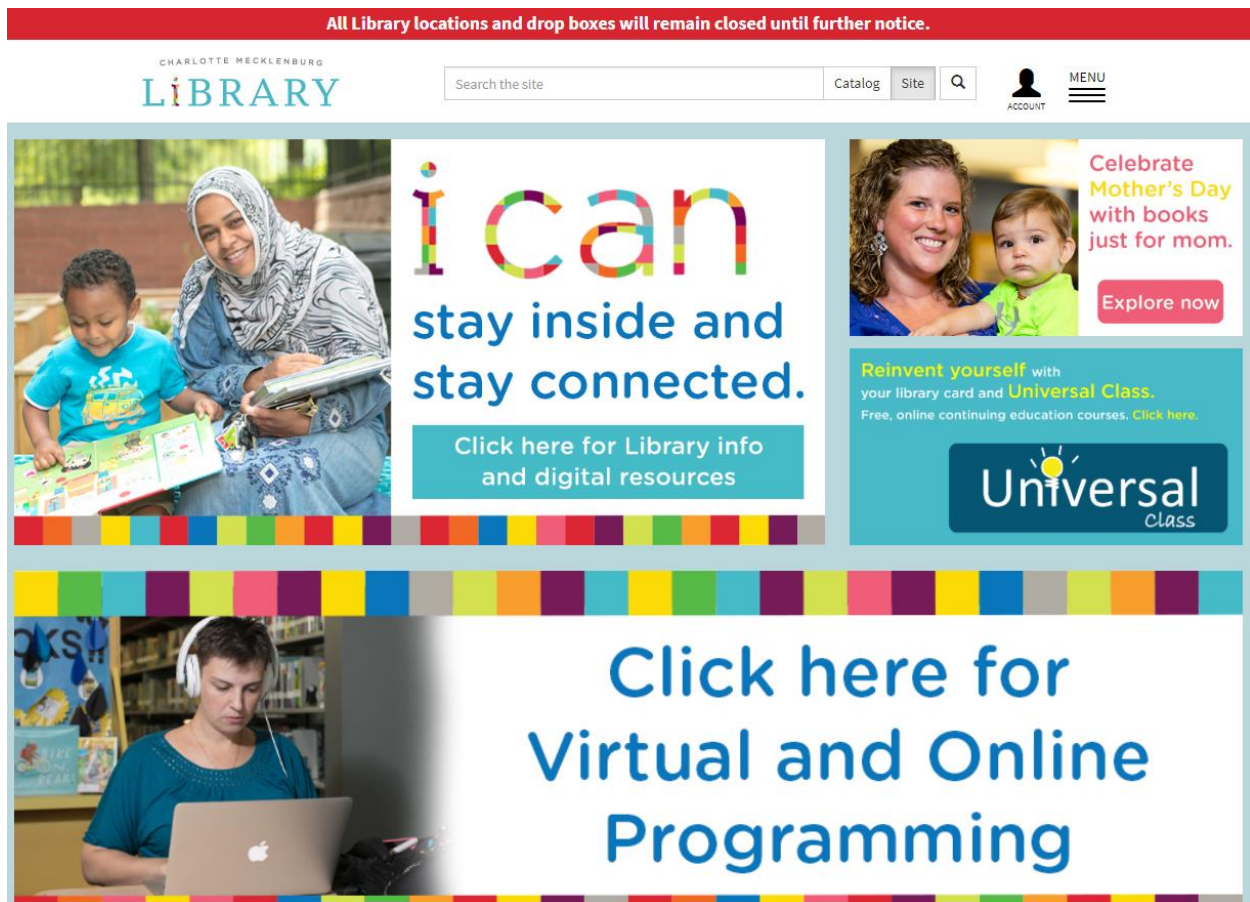 All Library locations and drop boxes will remain closed until further notice.
CHARLOTTE MECKLENBURG
LiBRARY
Search the site
Catalog
Site
ACCOUNT
MENU
i can
stay inside and
stay connected.
Click here for Library info
and digital resources
Celebrate
Mother's Day
with books
just for mom.
Explore now
Reinvent yourself with
your library card and Universal Class.
Free, online continuing education courses. Click here.
Universal
Class
Click here for
Virtual and Online
Programming